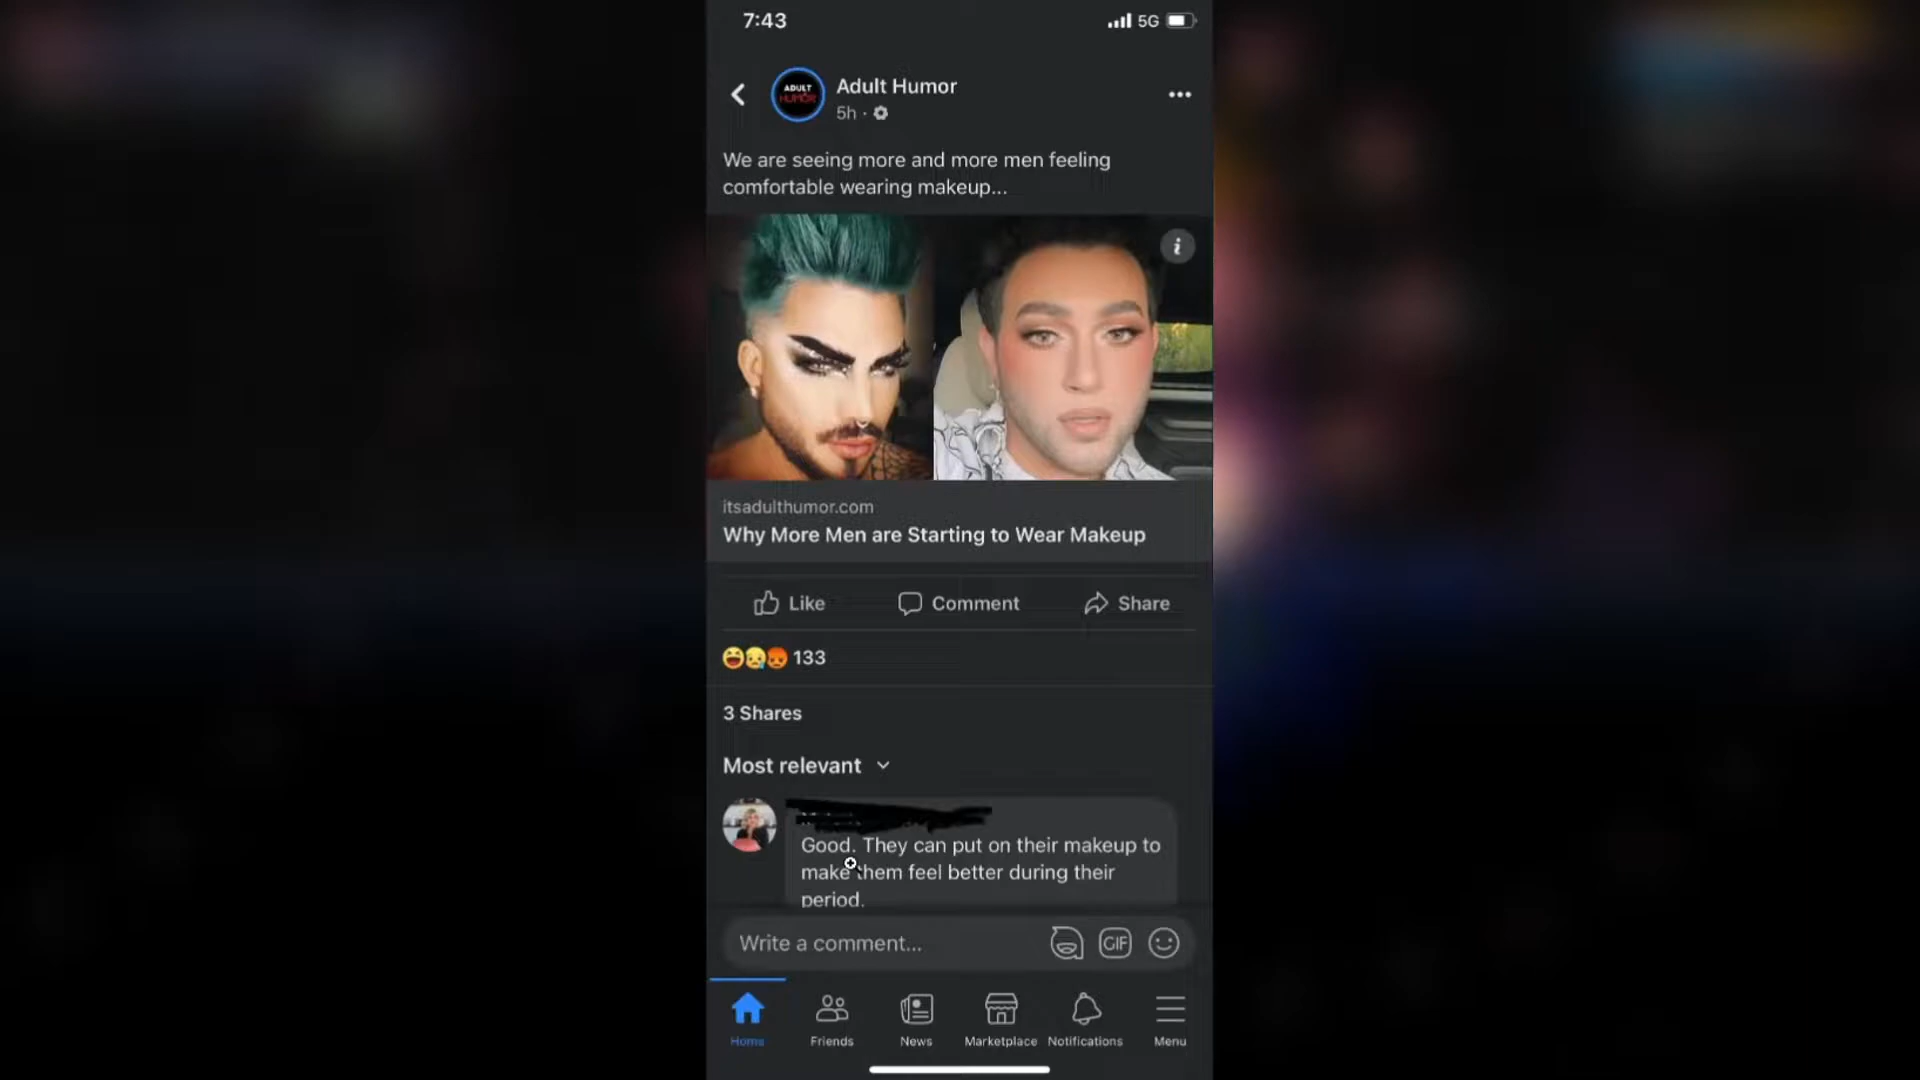 7:43
5G
ADULT
HUMOR
Adult Humor
5h ·
We are seeing more and more men feeling
comfortable wearing makeup...
i
itsadulthumor.com
Why More Men are Starting to Wear Makeup
Like
Comment
Share
133
3 Shares
Most relevant
Good. They can put on their makeup to
make them feel better during their
period.
Write a comment...
GIF
Home
Friends
News
Marketplace
Notifications
Menu